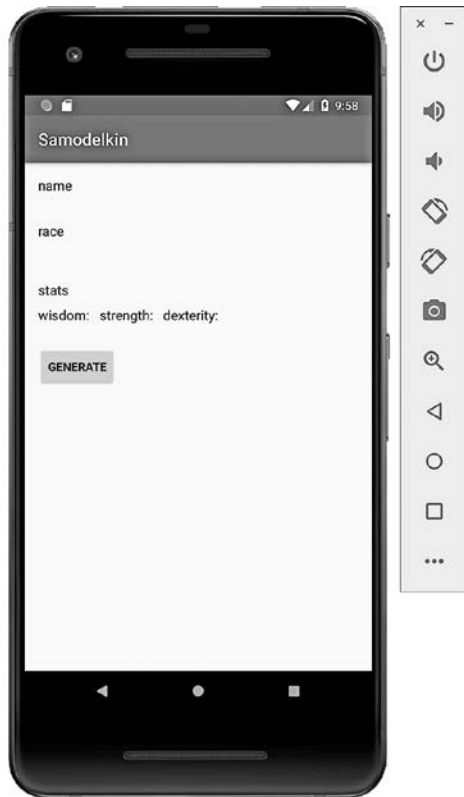 9:58
Samodelkin
name
race
stats
wisdom: strength: dexterity:
GENERATE